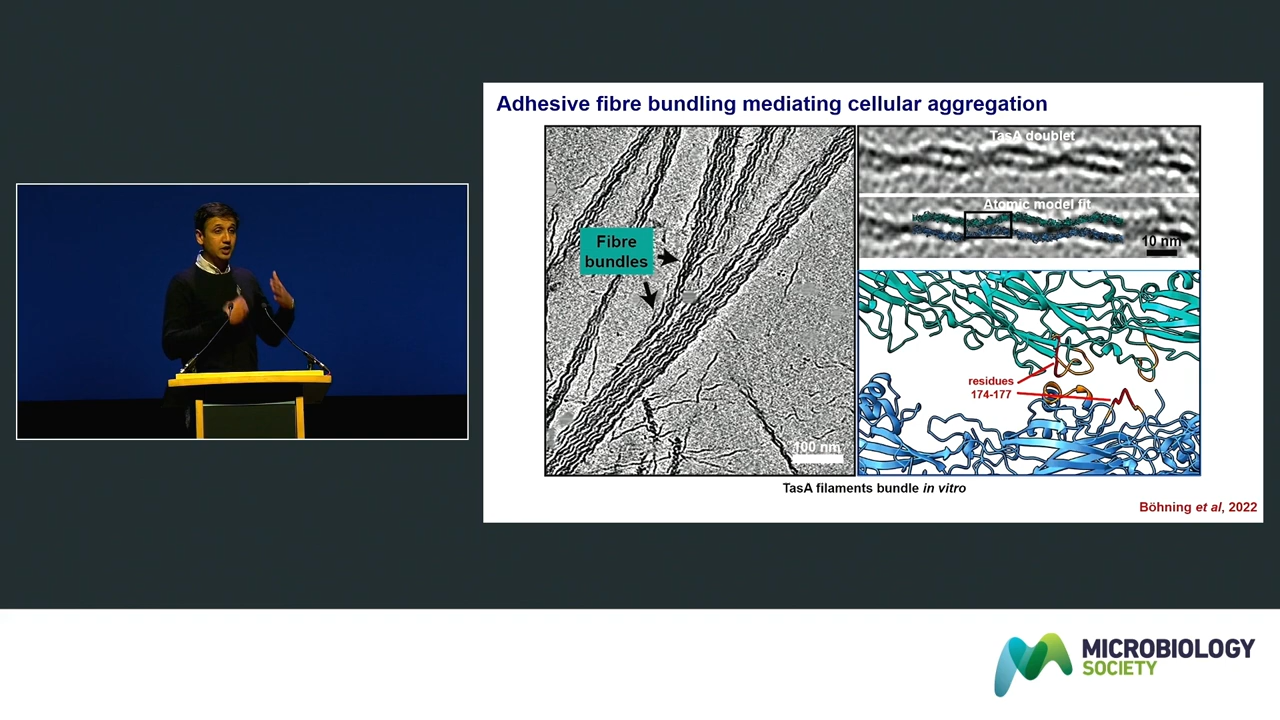 Adhesive fibre bundling mediating cellular aggregation
Fibre
bundles
100 nm
TasA doublet
Atomic model fit
10 nm
residues
174-177
TasA filaments bundle in vitro
Böhning et al, 2022
MICROBIOLOGY
SOCIETY